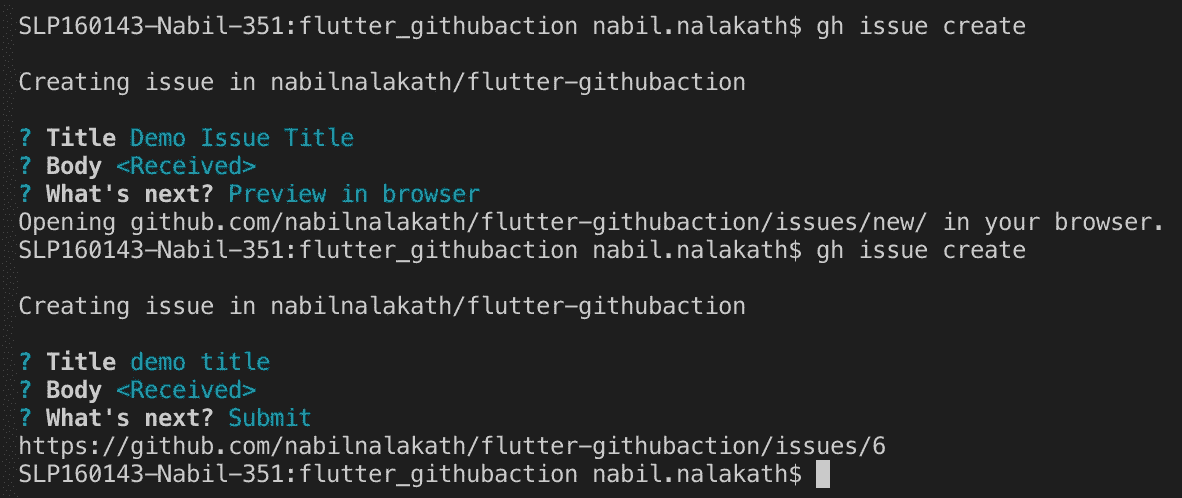 SLP160143-Nabil-351:flutter_githubaction nabil.nalakath$ gh issue create
Creating issue in nabilnalakath/flutter-githubaction
? Title Demo Issue Title
? Body <Received>
? What's next? Preview in browser
Opening github.com/nabilnalakath/flutter-githubaction/issues/new/ in your browser.
SLP160143-Nabil-351:flutter_githubaction nabil.nalakath$ gh issue create
Creating issue in nabilnalakath/flutter-githubaction
? Title demo title
? Body <Received>
? What's next? Submit
https://github.com/nabilnalakath/flutter-githubaction/issues/6
SLP160143-Nabil-351:flutter_githubaction nabil.nalakath$